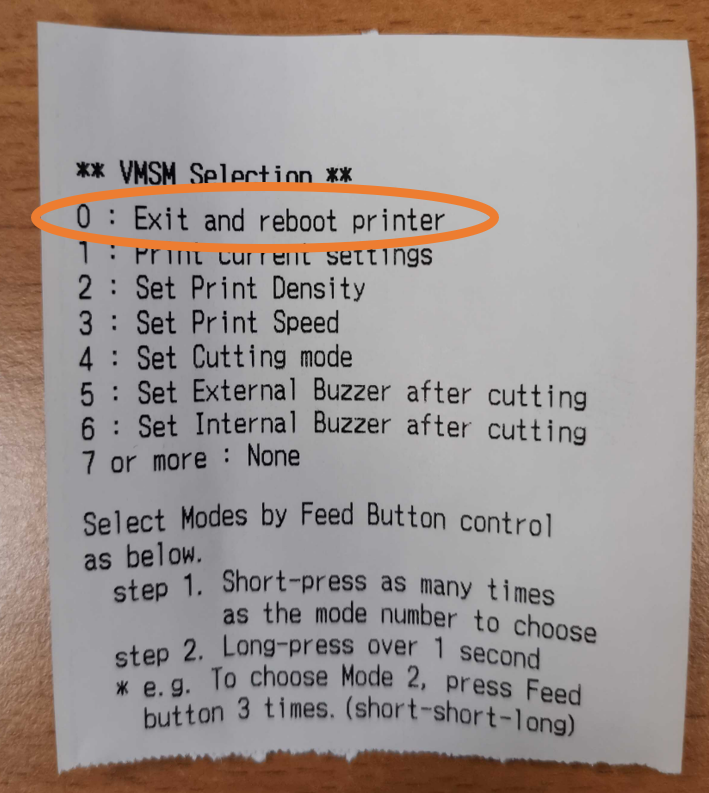 ** VMSM Selection **
0 : Exit and reboot printer
1 : Print current settings
2 : Set Print Density
3 : Set Print Speed
4 : Set Cutting mode
5 : Set External Buzzer after cutting
6 : Set Internal Buzzer after cutting
7 or more : None
Select Modes by Feed Button control
as below.
step 1. Short-press as many times
as the mode number to choose
step 2. Long-press over 1 second
* e.g. To choose Mode 2, press Feed
button 3 times.(short-short-long)